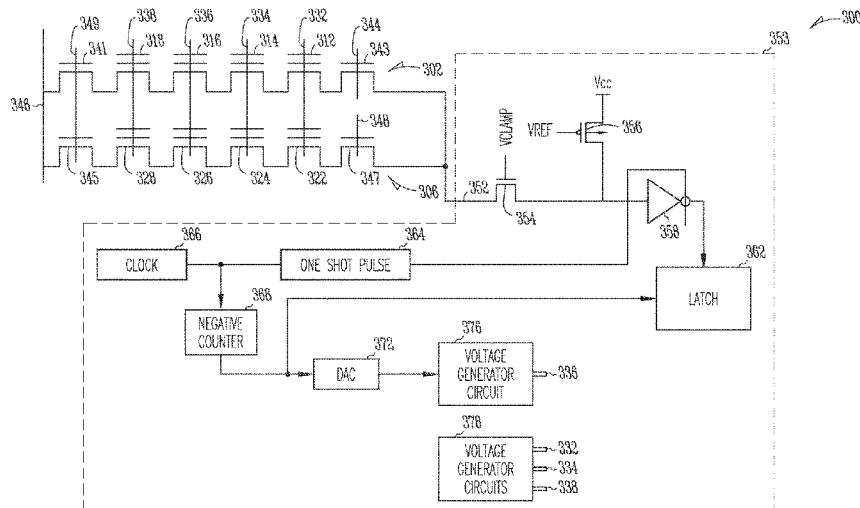 300
349 338 336 334 332 344
341 318 316 314 312 343
302
353
346
348
Vcc
VCLAMP
VREF
356
345 328 326 324 322 347
306
352
354
358
366
CLOCK
364
ONE SHOT PULSE
362
LATCH
368
NEGATIVE
COUNTER
372
DAC
376
VOLTAGE
GENERATOR
CIRCUIT
336
378
VOLTAGE
GENERATOR
CIRCUITS
332
334
338